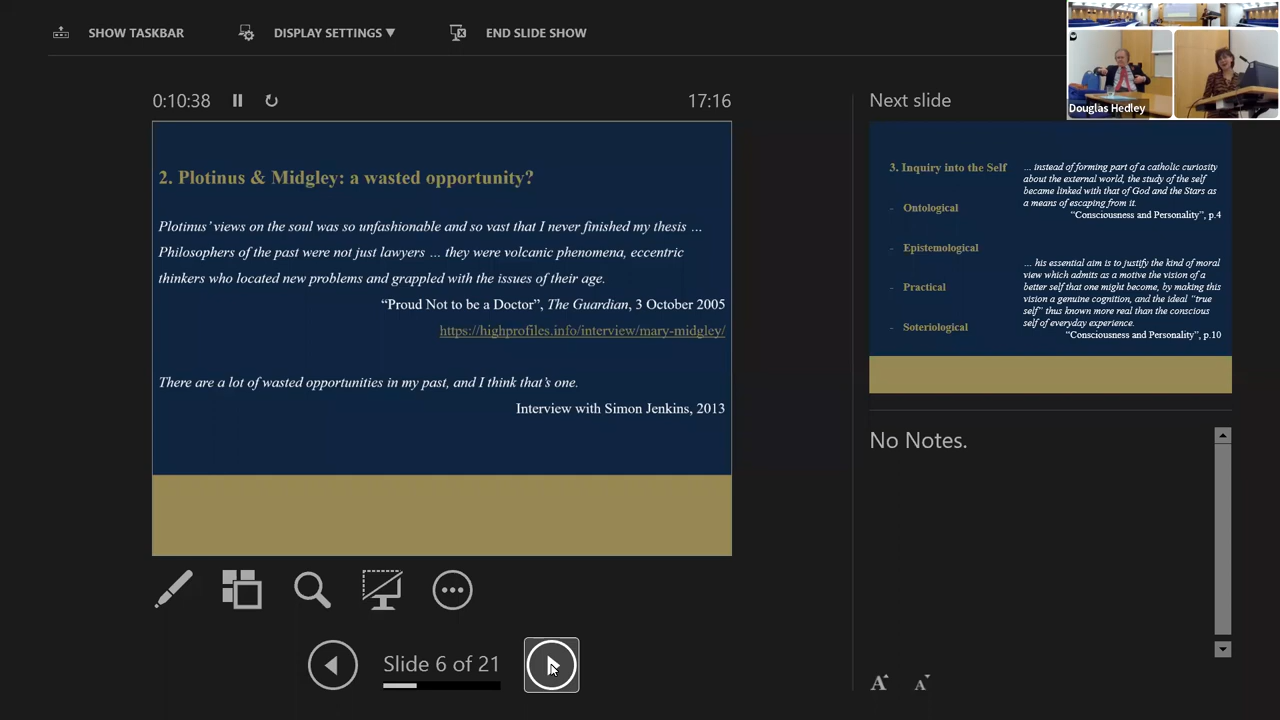 SHOW TASKBAR
DISPLAY SETTINGS ▼
END SLIDE SHOW
Douglas Hedley
0:10:38
17:16
Next slide
2. Plotinus & Midgley: a wasted opportunity?
Plotinus' views on the soul was so unfashionable and so vast that I never finished my thesis …
Philosophers of the past were not just lawyers … they were volcanic phenomena, eccentric
thinkers who located new problems and grappled with the issues of their age.
“Proud Not to be a Doctor”, The Guardian, 3 October 2005
https://highprofiles.info/interview/mary-midgley/
There are a lot of wasted opportunities in my past, and I think that's one.
Interview with Simon Jenkins, 2013
3. Inquiry into the Self
- Ontological
- Epistemological
- Practical
- Soteriological
… instead of forming part of a catholic curiosity
about the external world, the study of the self
became linked with that of God and the Stars as
a means of escaping from it.
“Consciousness and Personality”, p.4
… his essential aim is to justify the kind of moral
view which admits as a motive the vision of a
better self that one might become, by making this
vision a genuine cognition, and the ideal “true
self” thus known more real than the conscious
self of everyday experience.
“Consciousness and Personality”, p.10
No Notes.
Slide 6 of 21
A A